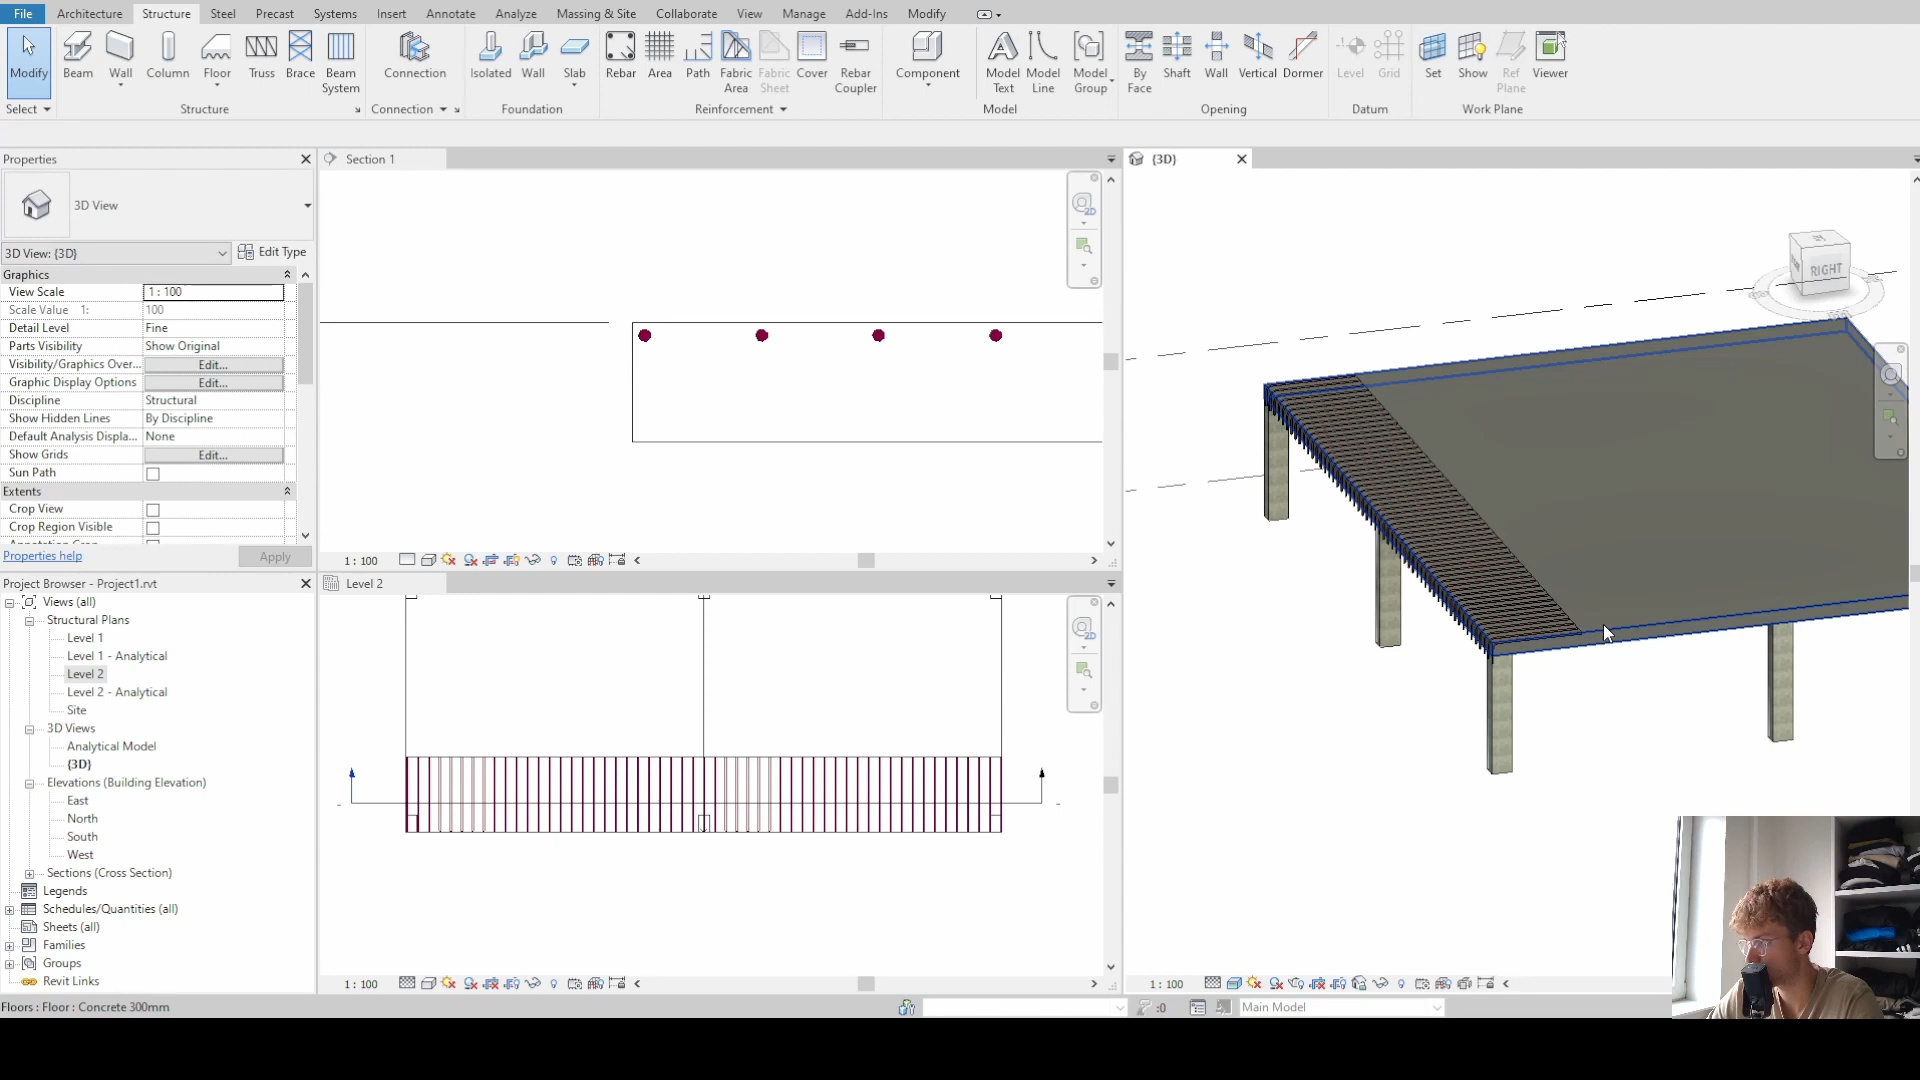 File Architecture Structure Steel Precast Systems Insert Annotate Analyze Massing & Site Collaborate View Manage Add-Ins Modify
Modify Beam Wall Column Floor Truss Brace Beam System Connection Isolated Wall Slab Rebar Area Path Fabric Area Fabric Sheet Cover Rebar Coupler Component Model Text Model Line Model Group By Face Shaft Wall Vertical Dormer Level Grid Set Show Ref Plane Viewer
Select Structure Connection Foundation Reinforcement Model Opening Datum Work Plane
Properties
3D View
3D View: {3D} Edit Type
Graphics
View Scale 1 : 100
Scale Value 1: 100
Detail Level Fine
Parts Visibility Show Original
Visibility/Graphics Over... Edit...
Graphic Display Options Edit...
Discipline Structural
Show Hidden Lines By Discipline
Default Analysis Displa... None
Show Grids Edit...
Sun Path
Extents
Crop View
Crop Region Visible
Properties help Apply
Project Browser - Project1.rvt
Views (all)
Structural Plans
Level 1
Level 1 - Analytical
Level 2
Level 2 - Analytical
Site
3D Views
Analytical Model
{3D}
Elevations (Building Elevation)
East
North
South
West
Sections (Cross Section)
Legends
Schedules/Quantities (all)
Sheets (all)
Families
Groups
Revit Links
Section 1
2D
1 : 100
Level 2
2D
1 : 100
{3D}
RIGHT
1 : 100
Floors : Floor : Concrete 300mm
:0
Main Model